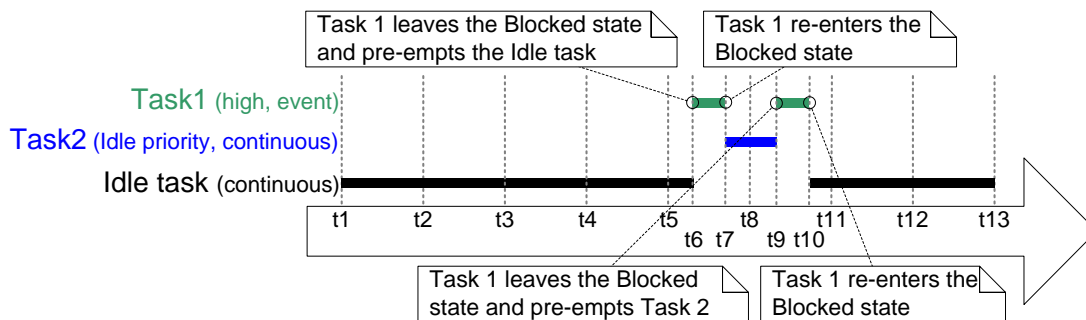 Task 1 leaves the Blocked state
and pre-empts the Idle task
Task 1 re-enters the
Blocked state
Task1 (high, event)
Task2 (Idle priority, continuous)
Idle task (continuous)
t1 t2 t3 t4 t5 t8 t11 t12 t13
t6 t7 t9 t10
Task 1 leaves the Blocked
state and pre-empts Task 2
Task 1 re-enters the
Blocked state